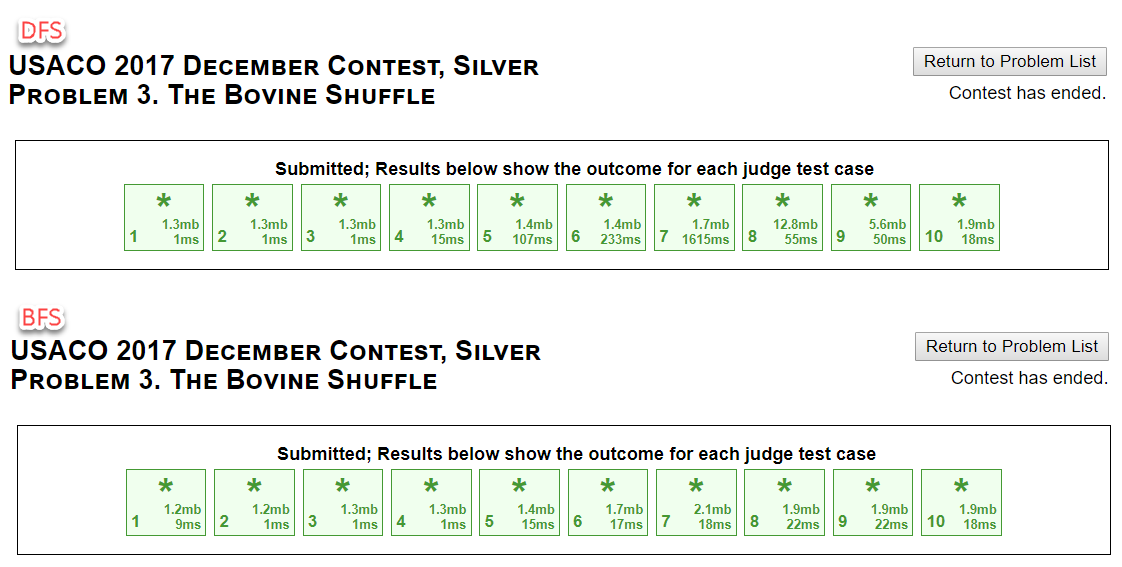 DFS
USACO 2017 December Contest, Silver
Problem 3. The Bovine Shuffle
Return to Problem List
Contest has ended.
Submitted; Results below show the outcome for each judge test case
* * * * * * * * * *
1.3mb 1.3mb 1.3mb 1.3mb 1.4mb 1.4mb 1.7mb 12.8mb 5.6mb 1.9mb
1 1ms 2 1ms 3 1ms 4 15ms 5 107ms 6 233ms 7 1615ms 8 55ms 9 50ms 10 18ms
BFS
USACO 2017 December Contest, Silver
Problem 3. The Bovine Shuffle
Return to Problem List
Contest has ended.
Submitted; Results below show the outcome for each judge test case
* * * * * * * * * *
1.2mb 1.2mb 1.3mb 1.3mb 1.4mb 1.7mb 2.1mb 1.9mb 1.9mb 1.9mb
1 9ms 2 1ms 3 1ms 4 1ms 5 15ms 6 17ms 7 18ms 8 22ms 9 22ms 10 18ms